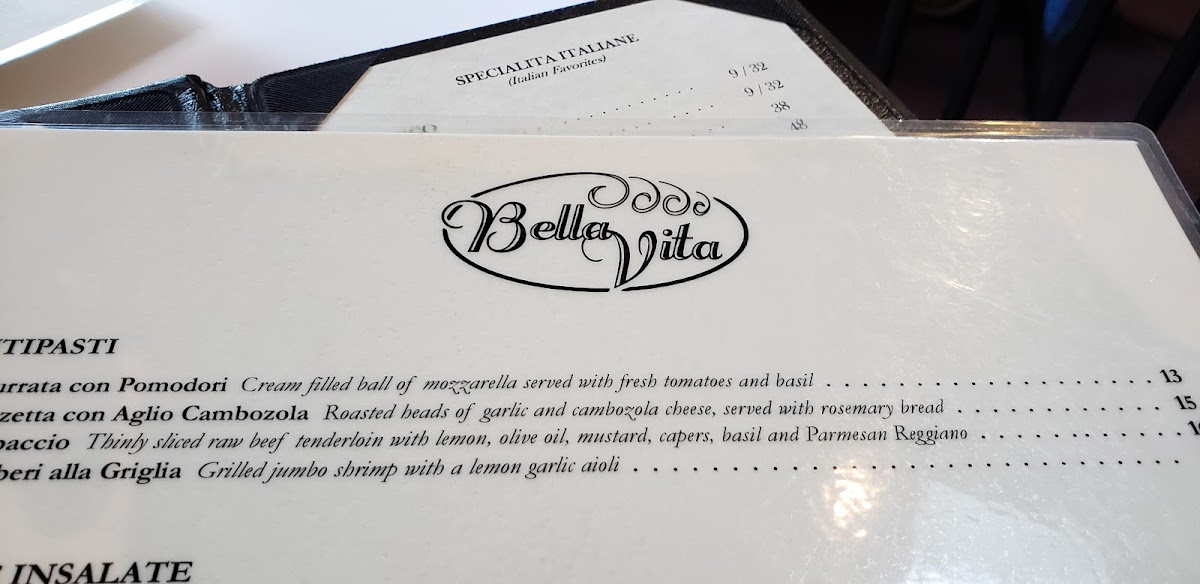 SPECIALITA ITALIANE
(Italian Favorites)
9 / 32
9 / 32
38
48
Bella Vita
TIPASTI
urrata con Pomodori Cream filled ball of mozzarella served with fresh tomatoes and basil . . . . . . . . . . . . . . . . . . . . . . . . . . 13
zetta con Aglio Cambozola Roasted heads of garlic and cambozola cheese, served with rosemary bread . . . . . . . . . . . . . . . . . 15
paccio Thinly sliced raw beef tenderloin with lemon, olive oil, mustard, capers, basil and Parmesan Reggiano . . . . . . . . . . . . . . .
beri alla Griglia Grilled jumbo shrimp with a lemon garlic aioli . . . . . . . . . . . . . . . . . . . . . . . . . . . . . . . . . . . . . . . .
INSALATE